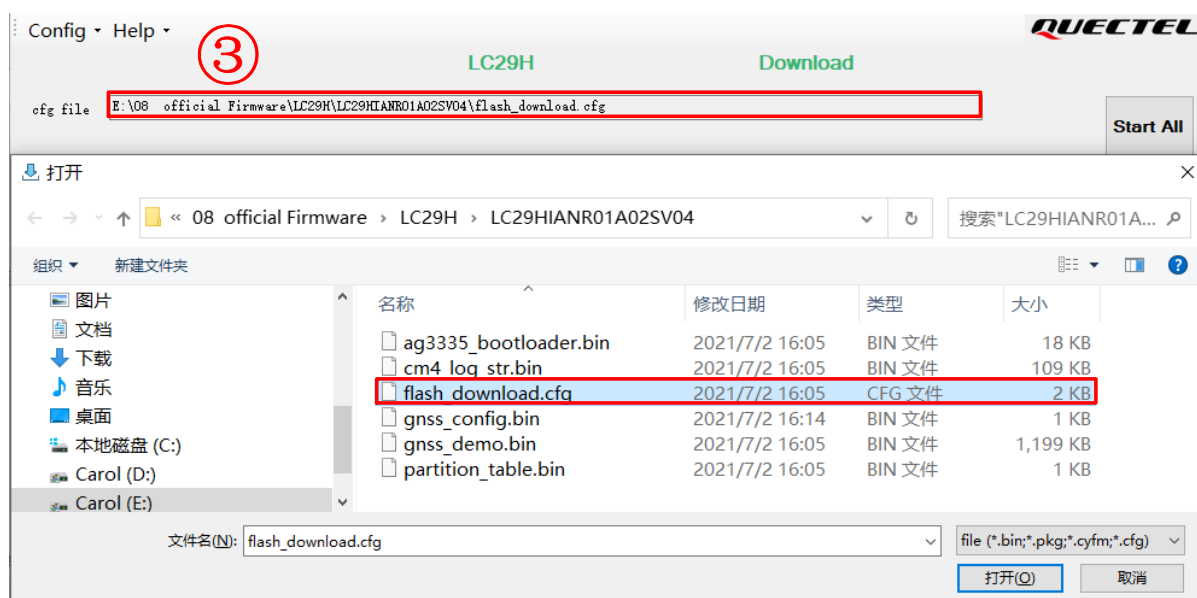 Config Help
QUECTEL
③
LC29H Download
cfg file E:\08 official Firmware\LC29H\LC29HIANR01A02SV04\flash_download.cfg
Start All
打开
« 08 official Firmware › LC29H › LC29HIANR01A02SV04
搜索"LC29HIANR01A...
组织 新建文件夹
图片
文档
下载
音乐
桌面
本地磁盘 (C:)
Carol (D:)
Carol (E:)
名称 修改日期 类型 大小
ag3335_bootloader.bin 2021/7/2 16:05 BIN 文件 18 KB
cm4_log_str.bin 2021/7/2 16:05 BIN 文件 109 KB
flash_download.cfg 2021/7/2 16:05 CFG 文件 2 KB
gnss_config.bin 2021/7/2 16:14 BIN 文件 1 KB
gnss_demo.bin 2021/7/2 16:05 BIN 文件 1,199 KB
partition_table.bin 2021/7/2 16:05 BIN 文件 1 KB
文件名(N): flash_download.cfg
file (*.bin;*.pkg;*.cyfm;*.cfg)
打开(O) 取消